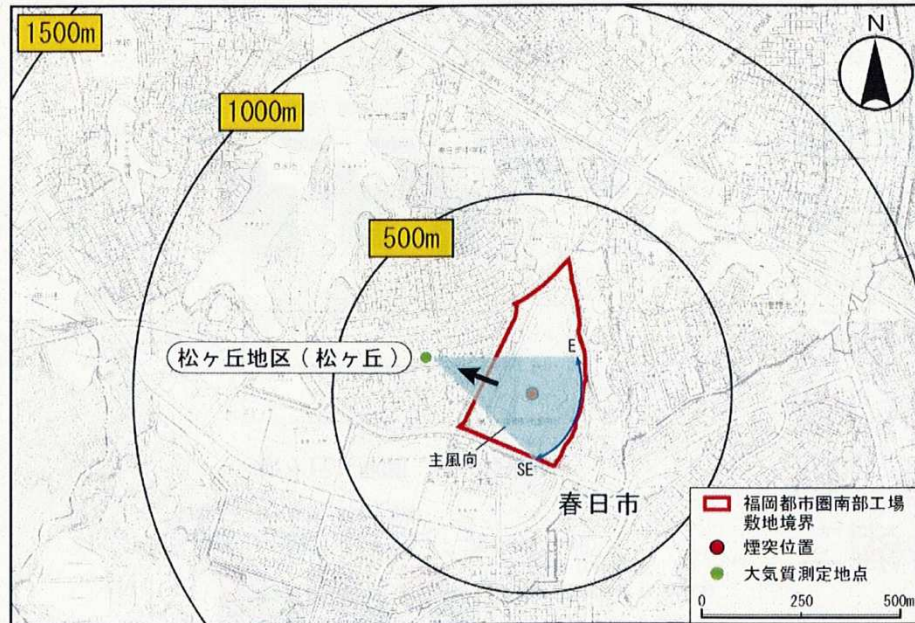 1500m
N
1000m
500m
松ヶ丘地区（松ヶ丘）
E
主風向
SE
春日市
福岡都市圏南部工場
敷地境界
煙突位置
大気質測定地点
0 250 500m